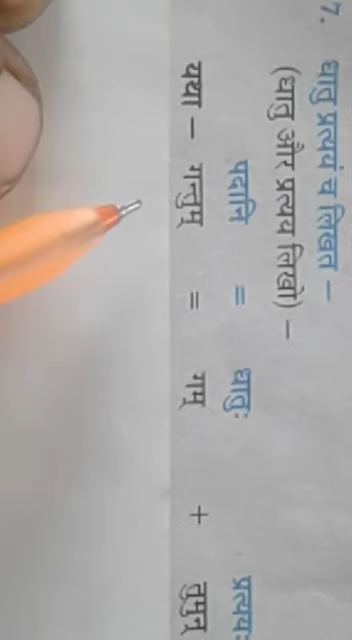 7. धातु प्रत्ययं च लिखत –
(धातु और प्रत्यय लिखो) –
पदानि = धातुः प्रत्ययः
यथा – गन्तुम् = गम् + तुमुन्